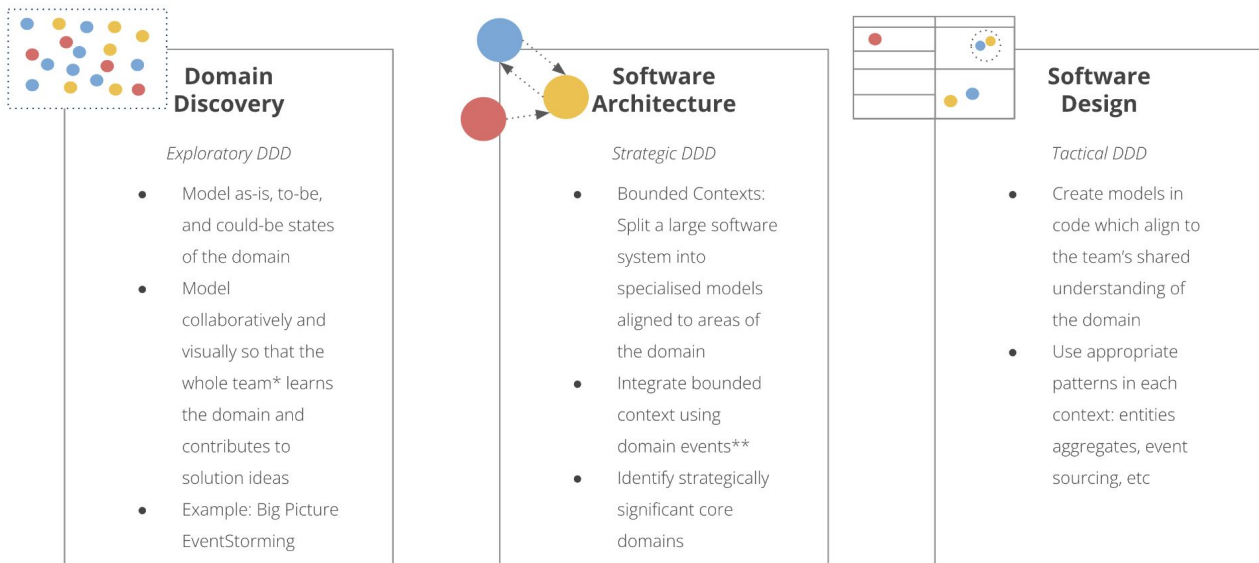 Domain
Discovery
Exploratory DDD
● Model as-is, to-be,
and could-be states
of the domain
● Model
collaboratively and
visually so that the
whole team* learns
the domain and
contributes to
solution ideas
● Example: Big Picture
EventStorming
Software
Architecture
Strategic DDD
● Bounded Contexts:
Split a large software
system into
specialised models
aligned to areas of
the domain
● Integrate bounded
context using
domain events**
● Identify strategically
significant core
domains
Software
Design
Tactical DDD
● Create models in
code which align to
the team’s shared
understanding of
the domain
● Use appropriate
patterns in each
context: entities
aggregates, event
sourcing, etc